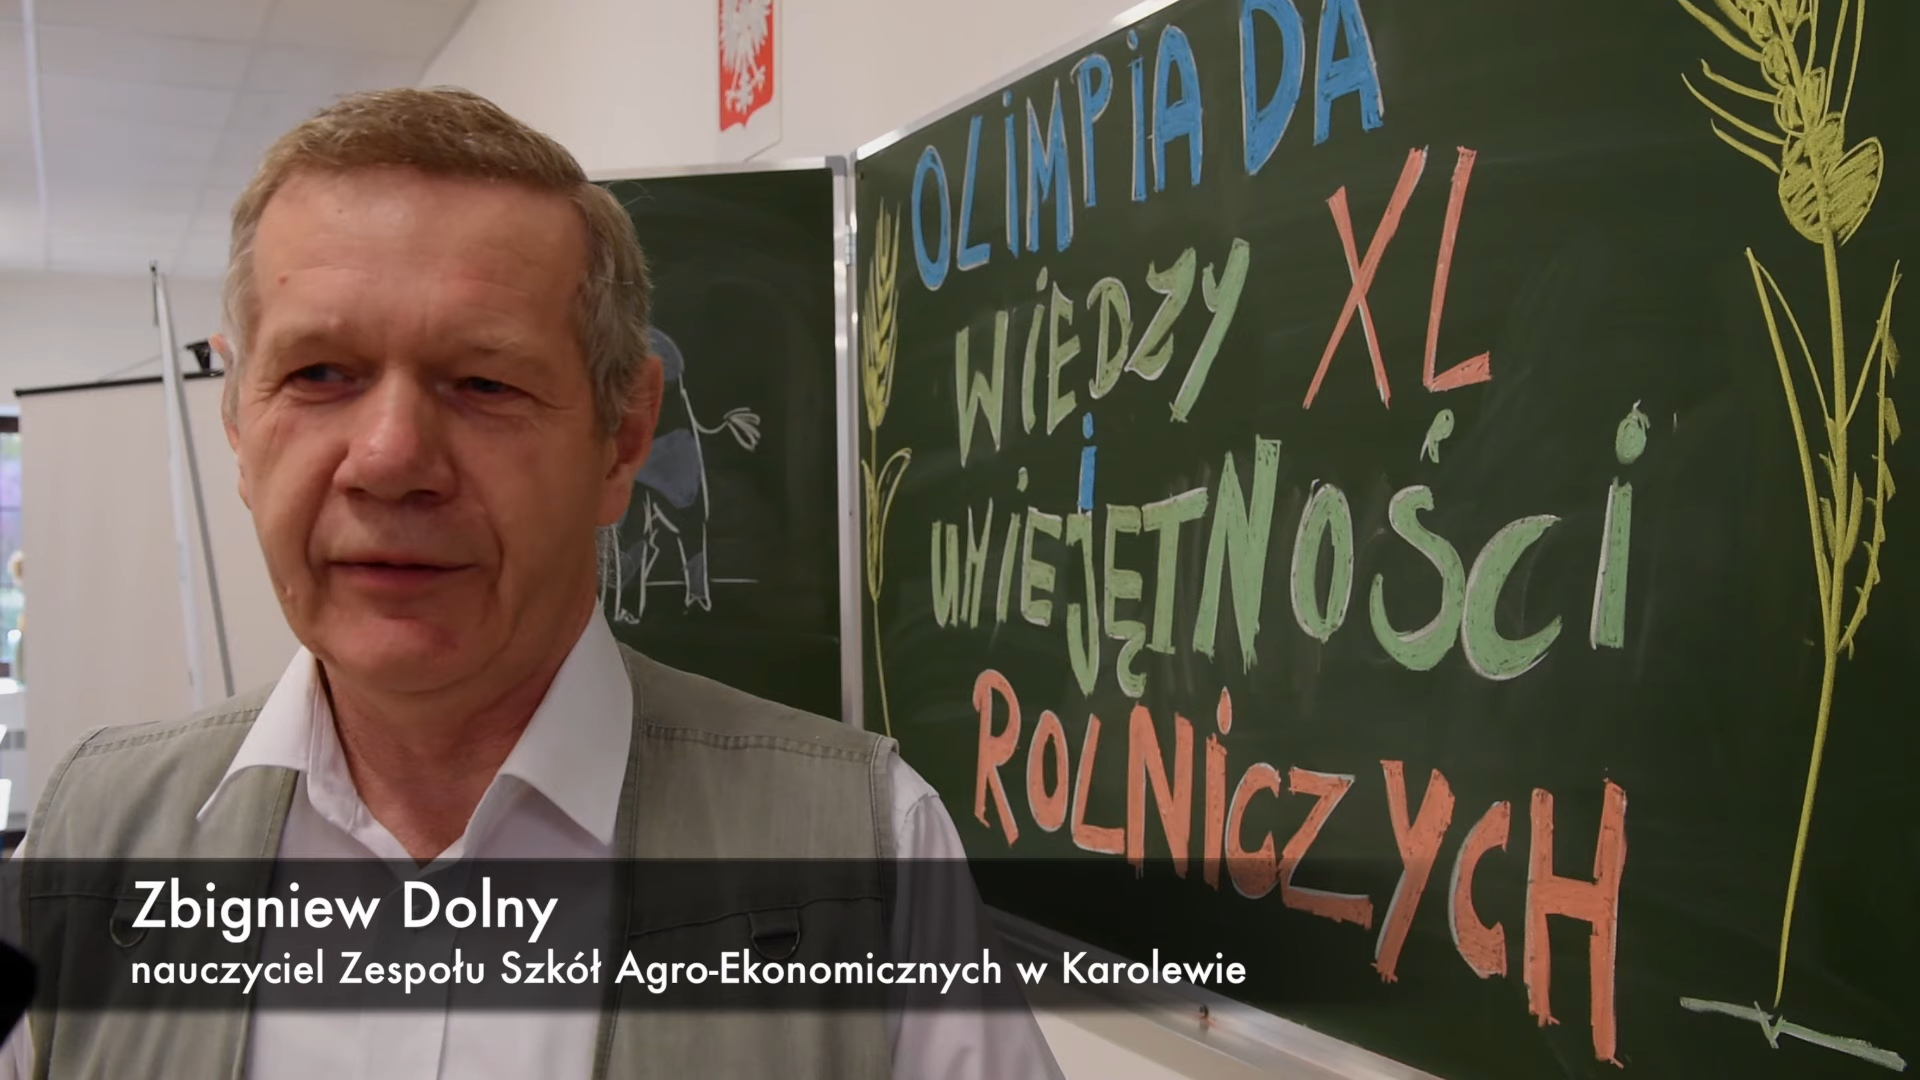 OLiMPiADA
WiEDZY XL
i
UMiEJĘTNOŚCi
ROLNiCZYCH
Zbigniew Dolny
nauczyciel Zespołu Szkół Agro-Ekonomicznych w Karolewie